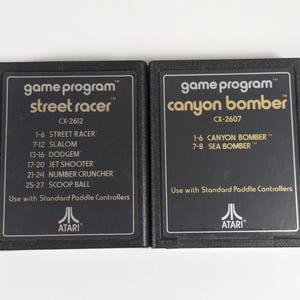 game program™
street racer™
CX-2612
1-6 STREET RACER™
7-12 SLALOM
13-16 DODGEM
17-20 JET SHOOTER™
21-24 NUMBER CRUNCHER™
25-27 SCOOP BALL
Use with Standard Paddle Controllers
ATARI®
game program™
canyon bomber™
CX-2607
1-6 CANYON BOMBER™
7-8 SEA BOMBER™
Use with Standard Paddle Controllers
ATARI®